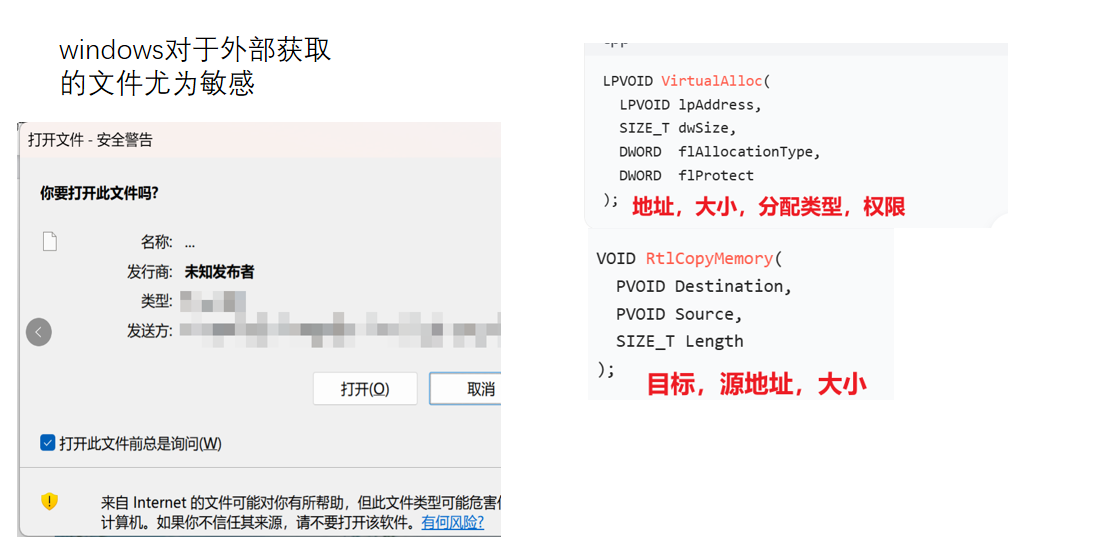 windows对于外部获取
的文件尤为敏感
打开文件 - 安全警告
你要打开此文件吗?
名称: ...
发行商: 未知发布者
类型:
发送方:
打开(O)
取消
打开此文件前总是询问(W)
来自 Internet 的文件可能对你有所帮助，但此文件类型可能危害
计算机。如果你不信任其来源，请不要打开该软件。有何风险?
LPVOID VirtualAlloc(
LPVOID lpAddress,
SIZE_T dwSize,
DWORD flAllocationType,
DWORD flProtect
);
地址，大小，分配类型，权限
VOID RtlCopyMemory(
PVOID Destination,
PVOID Source,
SIZE_T Length
);
目标，源地址，大小